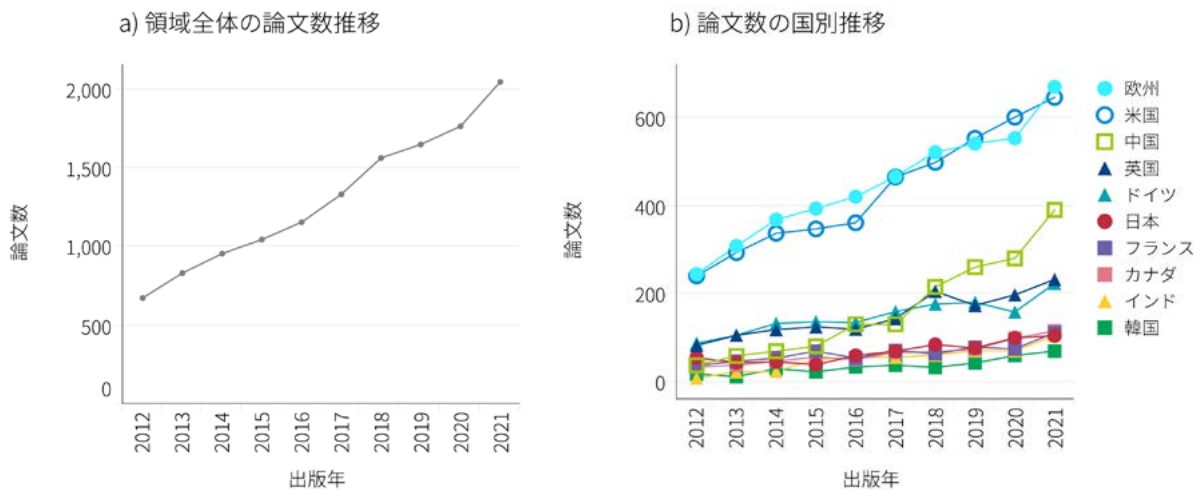 a) 領域全体の論文数推移
論文数
2,000
1,500
1,000
500
0
2012
2013
2014
2015
2016
2017
2018
2019
2020
2021
出版年
b) 論文数の国別推移
論文数
600
400
200
0
2012
2013
2014
2015
2016
2017
2018
2019
2020
2021
出版年
欧州
米国
中国
英国
ドイツ
日本
フランス
カナダ
インド
韓国